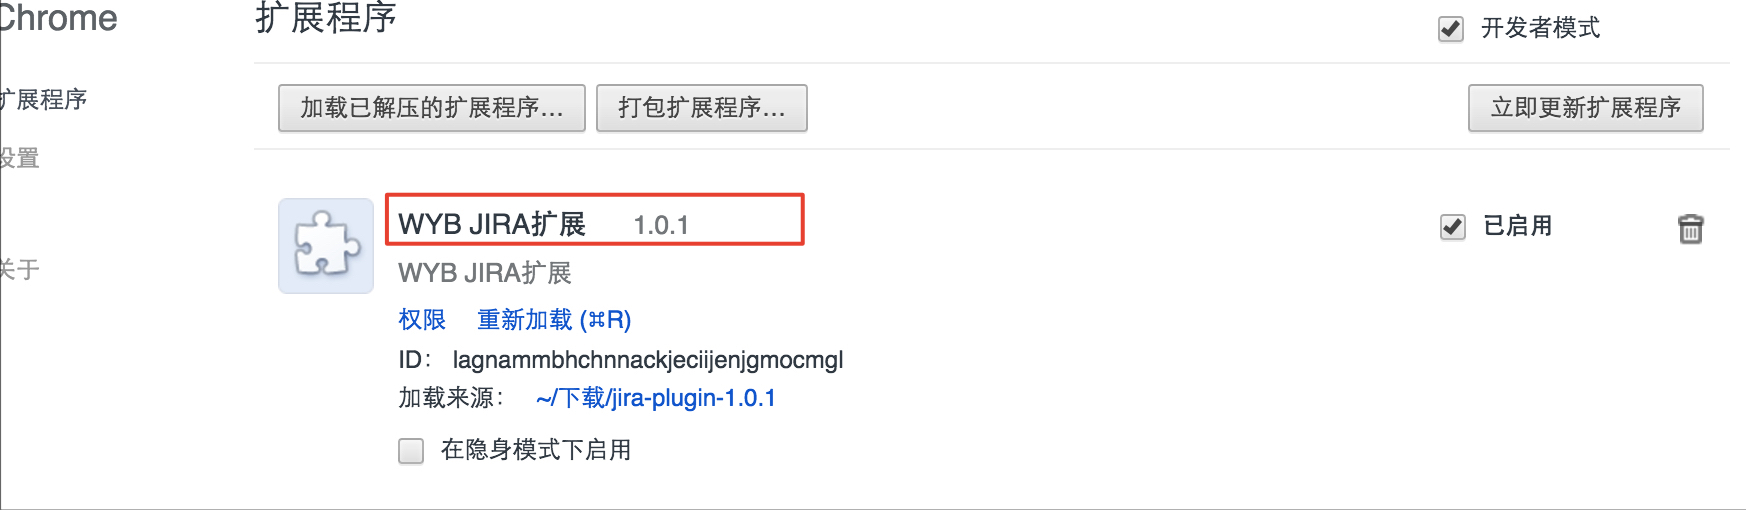 Chrome
扩展程序
设置
关于
扩展程序
开发者模式
加载已解压的扩展程序...
打包扩展程序...
立即更新扩展程序
WYB JIRA扩展 1.0.1
已启用
WYB JIRA扩展
权限 重新加载 (⌘R)
ID： lagnammbhchnnackjeciijenjgmocmgl
加载来源： ~/下载/jira-plugin-1.0.1
在隐身模式下启用